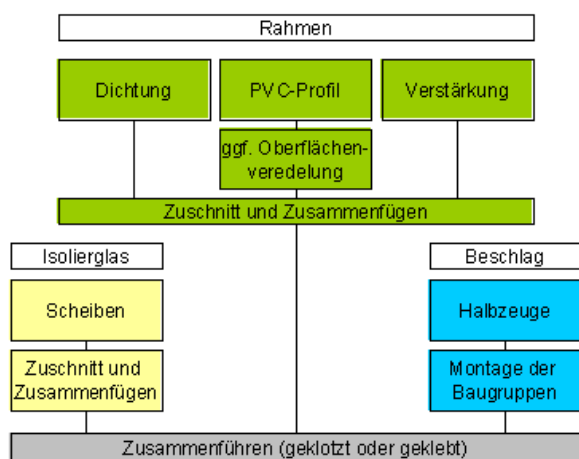 Rahmen
Dichtung
PVC-Profil
Verstärkung
ggf. Oberflächen-
veredelung
Zuschnitt und Zusammenfügen
Isolierglas
Beschlag
Scheiben
Halbzeuge
Zuschnitt und
Zusammenfügen
Montage der
Baugruppen
Zusammenführen (geklotzt oder geklebt)